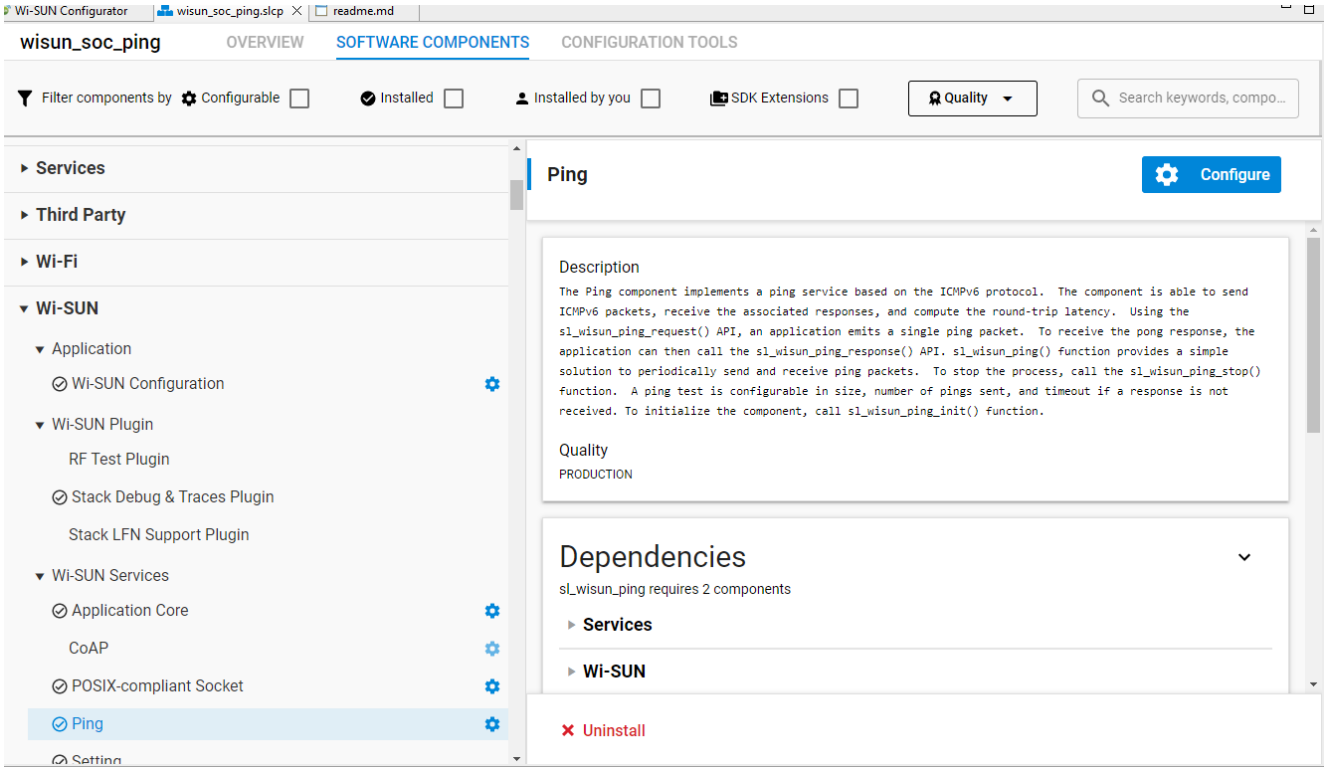 Wi-SUN Configurator
wisun_soc_ping.slcp
readme.md
wisun_soc_ping
OVERVIEW
SOFTWARE COMPONENTS
CONFIGURATION TOOLS
Filter components by
Configurable
Installed
Installed by you
SDK Extensions
Quality
Search keywords, compo...
Services
Third Party
Wi-Fi
Wi-SUN
Application
Wi-SUN Configuration
Wi-SUN Plugin
RF Test Plugin
Stack Debug & Traces Plugin
Stack LFN Support Plugin
Wi-SUN Services
Application Core
CoAP
POSIX-compliant Socket
Ping
Setting
Ping
Configure
Description
The Ping component implements a ping service based on the ICMPv6 protocol.  The component is able to send
ICMPv6 packets, receive the associated responses, and compute the round-trip latency.  Using the
sl_wisun_ping_request() API, an application emits a single ping packet.  To receive the pong response, the
application can then call the sl_wisun_ping_response() API. sl_wisun_ping() function provides a simple
solution to periodically send and receive ping packets.  To stop the process, call the sl_wisun_ping_stop()
function.  A ping test is configurable in size, number of pings sent, and timeout if a response is not
received. To initialize the component, call sl_wisun_ping_init() function.
Quality
PRODUCTION
Dependencies
sl_wisun_ping requires 2 components
Services
Wi-SUN
Uninstall